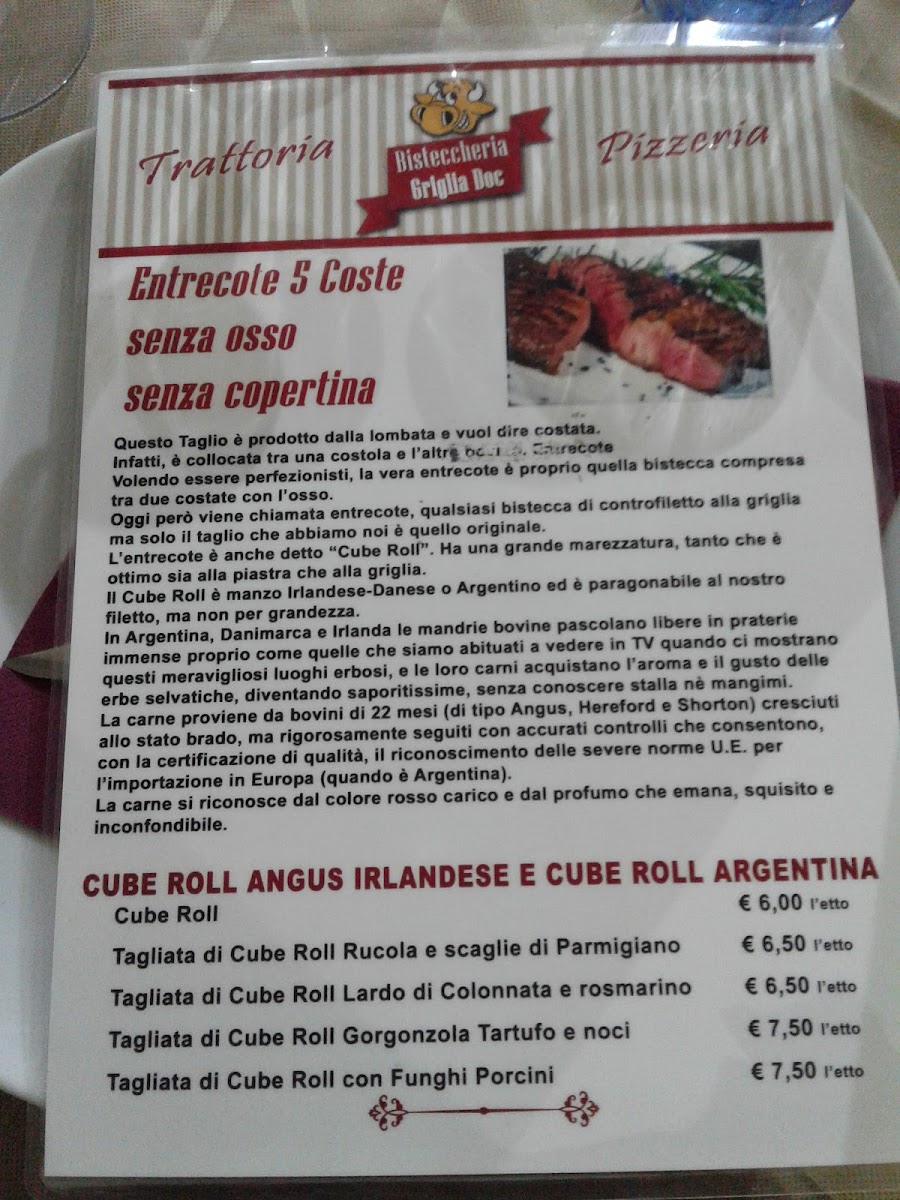 Trattoria
Bisteccheria
Griglia Doc
Pizzeria
Entrecote 5 Coste
senza osso
senza copertina
Questo Taglio è prodotto dalla lombata e vuol dire costata.
Infatti, è collocata tra una costola e l'altra Entrecote
Volendo essere perfezionisti, la vera entrecote è proprio quella bistecca compresa
tra due costate con l'osso.
Oggi però viene chiamata entrecote, qualsiasi bistecca di controfiletto alla griglia
ma solo il taglio che abbiamo noi è quello originale.
L'entrecote è anche detto “Cube Roll”. Ha una grande marezzatura, tanto che è
ottimo sia alla piastra che alla griglia.
Il Cube Roll è manzo Irlandese-Danese o Argentino ed è paragonabile al nostro
filetto, ma non per grandezza.
In Argentina, Danimarca e Irlanda le mandrie bovine pascolano libere in praterie
immense proprio come quelle che siamo abituati a vedere in TV quando ci mostrano
questi meravigliosi luoghi erbosi, e le loro carni acquistano l'aroma e il gusto delle
erbe selvatiche, diventando saporitissime, senza conoscere stalla nè mangimi.
La carne proviene da bovini di 22 mesi (di tipo Angus, Hereford e Shorton) cresciuti
allo stato brado, ma rigorosamente seguiti con accurati controlli che consentono,
con la certificazione di qualità, il riconoscimento delle severe norme U.E. per
l'importazione in Europa (quando è Argentina).
La carne si riconosce dal colore rosso carico e dal profumo che emana, squisito e
inconfondibile.
CUBE ROLL ANGUS IRLANDESE E CUBE ROLL ARGENTINA
Cube Roll € 6,00 l'etto
Tagliata di Cube Roll Rucola e scaglie di Parmigiano € 6,50 l'etto
Tagliata di Cube Roll Lardo di Colonnata e rosmarino € 6,50 l'etto
Tagliata di Cube Roll Gorgonzola Tartufo e noci € 7,50 l'etto
Tagliata di Cube Roll con Funghi Porcini € 7,50 l'etto